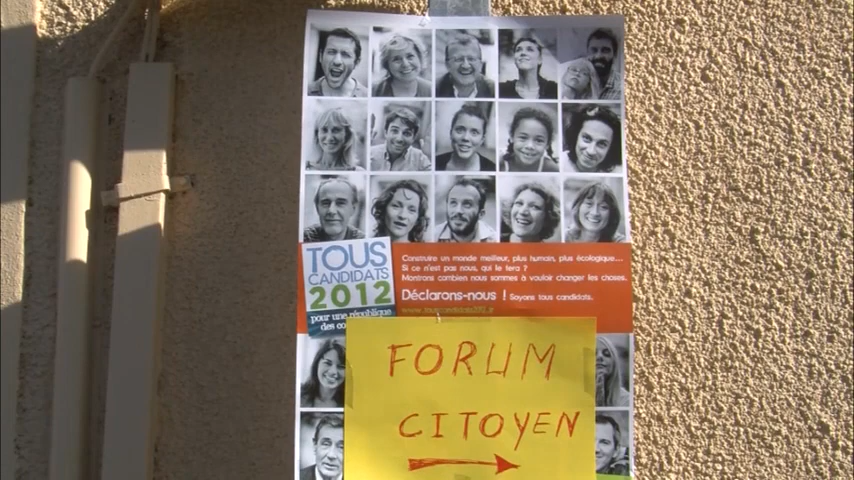 TOUS
CANDIDATS
2012
pour une république
Construire un monde meilleur, plus humain, plus écologique...
Si ce n'est pas nous, qui le fera ?
Montrons combien nous sommes à vouloir changer les choses.
Déclarons-nous ! Soyons tous candidats.
FORUM
CITOYEN